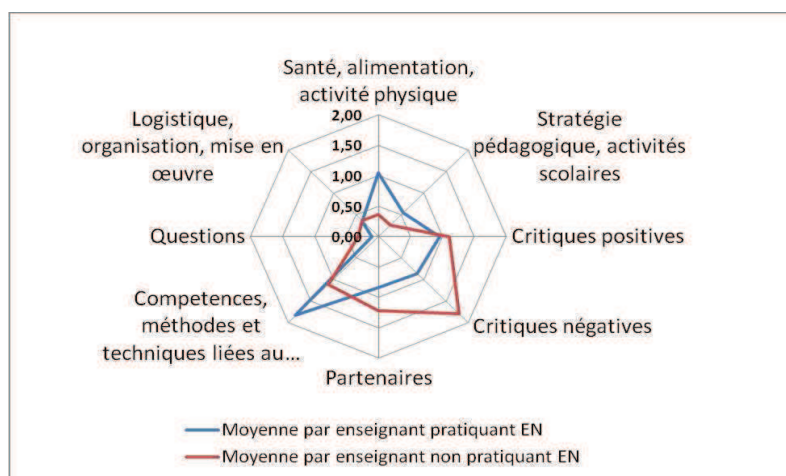 Santé, alimentation,
activité physique
2,00
1,50
1,00
0,50
0,00
Stratégie
pédagogique, activités
scolaires
Critiques positives
Critiques négatives
Partenaires
Competences,
méthodes et
techniques liées au...
Questions
Logistique,
organisation, mise en
œuvre
Moyenne par enseignant pratiquant EN
Moyenne par enseignant non pratiquant EN